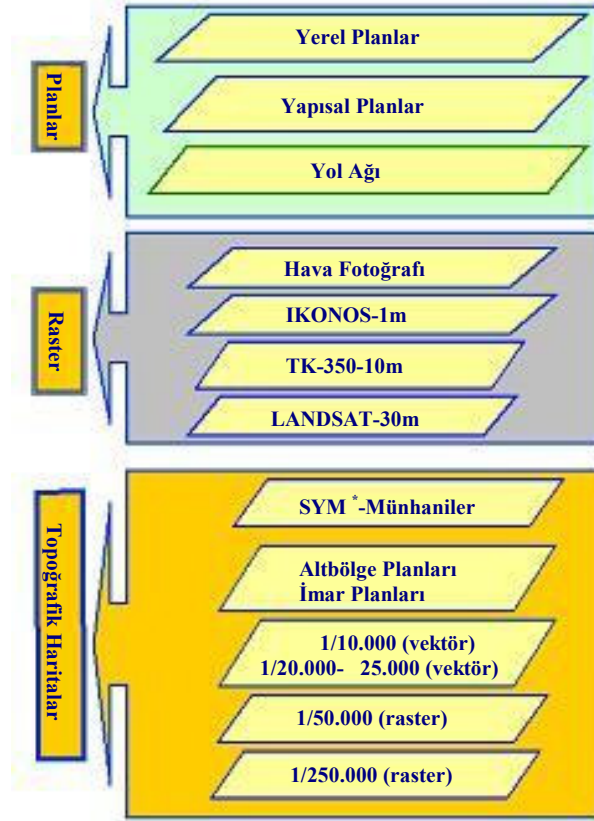 Planlar
Yerel Planlar
Yapısal Planlar
Yol Ağı
Raster
Hava Fotoğrafı
IKONOS-1m
TK-350-10m
LANDSAT-30m
Topoğrafik Haritalar
SYM *-Münhaniler
Altbölge Planları
İmar Planları
1/10.000 (vektör)
1/20.000- 25.000 (vektör)
1/50.000 (raster)
1/250.000 (raster)